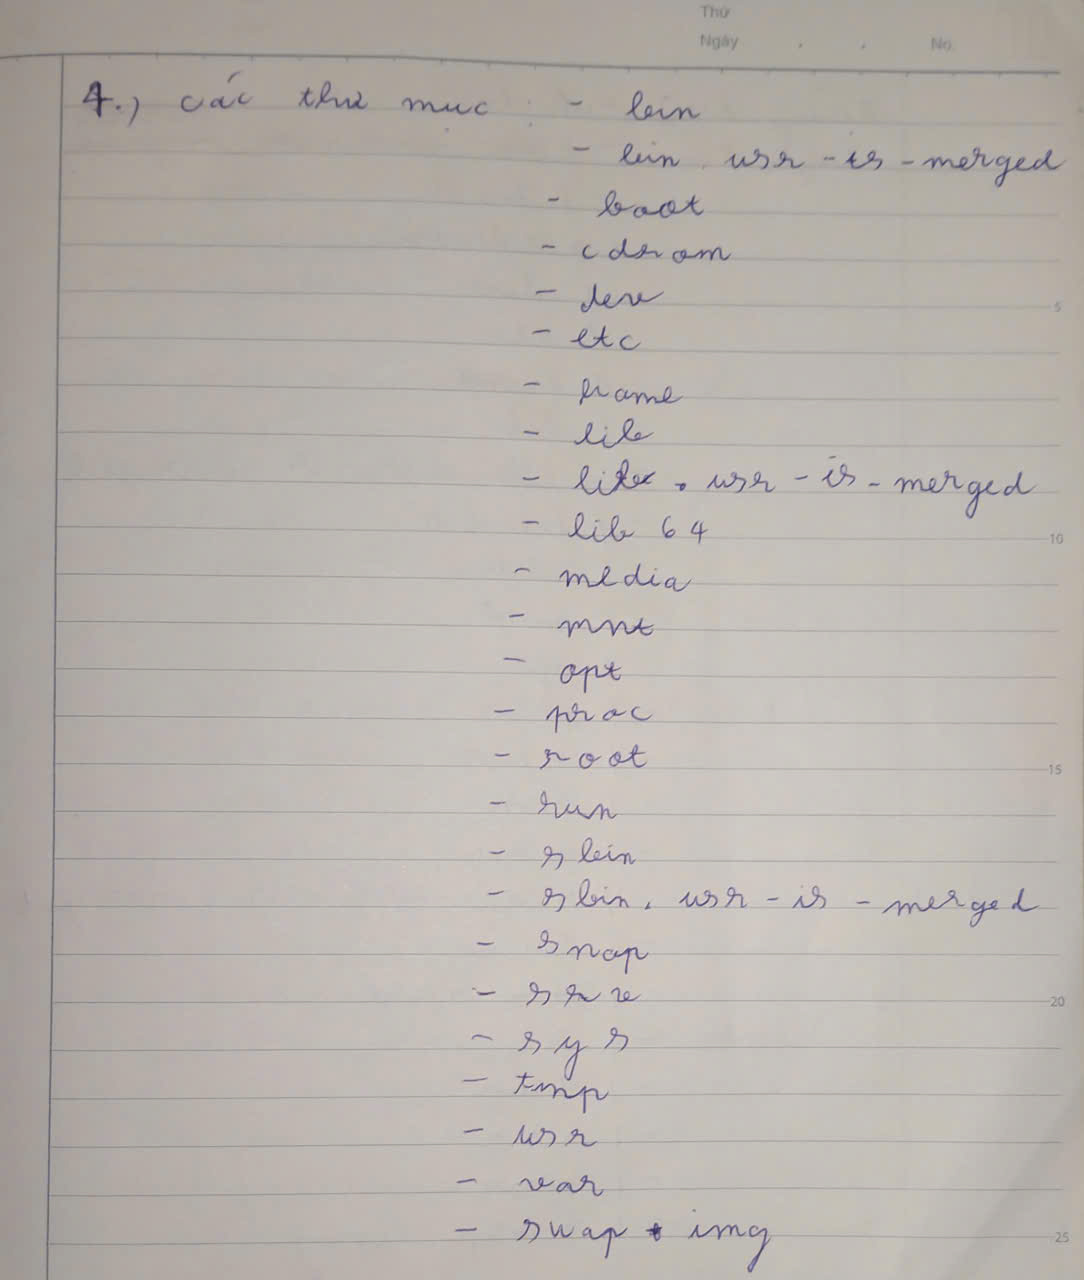 Thứ
Ngày . . No.
4.) các thư muc : - bin
- bin . usr - is - merged
- boot
- cdrom
- dev
- etc
- home
- lib
- lib . usr - is - merged
- lib 64
- media
- mnt
- opt
- proc
- root
- run
- sbin
- sbin . usr - is - merged
- snap
- srv
- sys
- tmp
- usr
- var
- swap . img
5
10
15
20
25